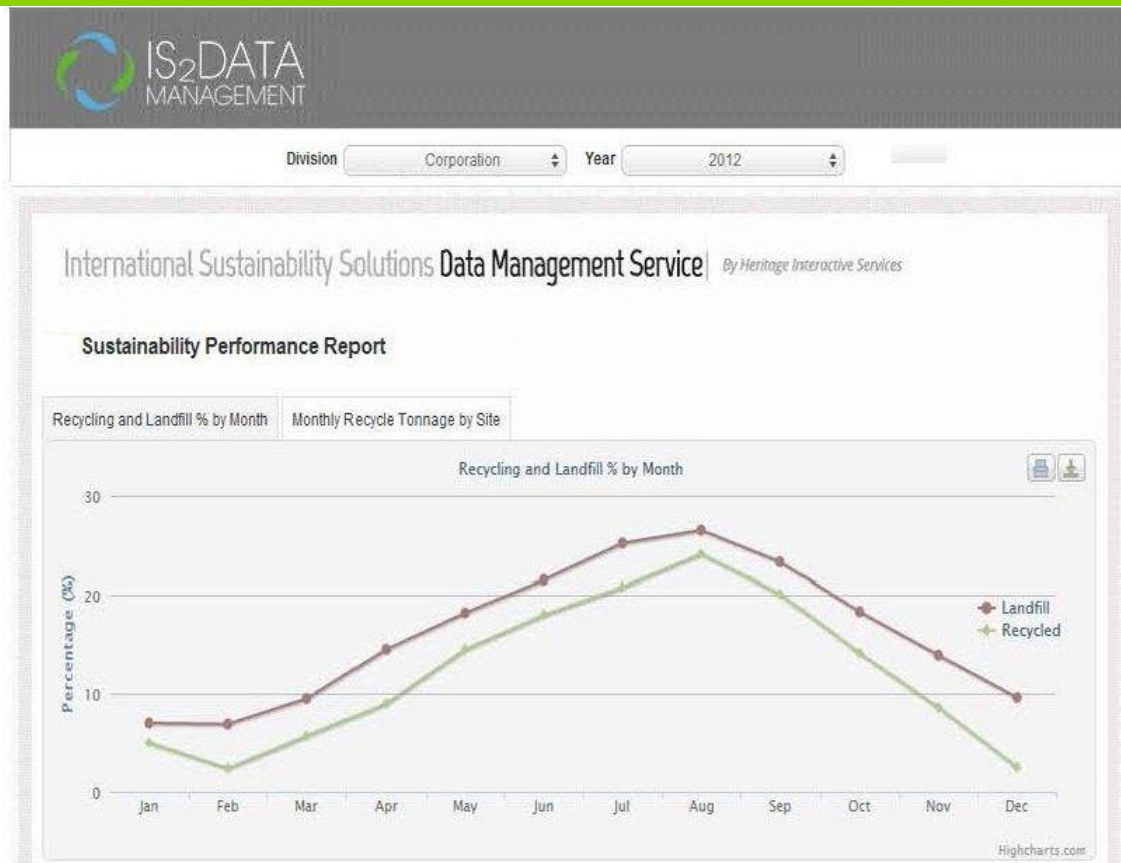 IS2DATA
MANAGEMENT
Division Corporation Year 2012
International Sustainability Solutions Data Management Service By Heritage Interactive Services
Sustainability Performance Report
Recycling and Landfill % by Month Monthly Recycle Tonnage by Site
Recycling and Landfill % by Month
30
20
10
0
Percentage (%)
Landfill
Recycled
Jan Feb Mar Apr May Jun Jul Aug Sep Oct Nov Dec
Highcharts.com